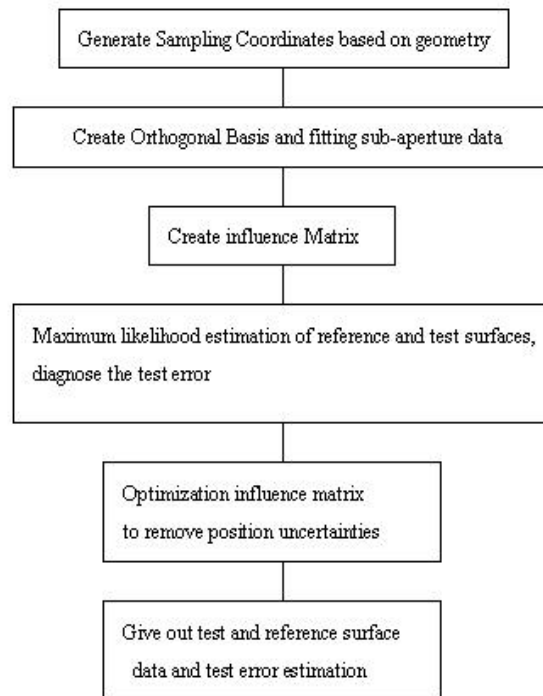 Generate Sampling Coordinates based on geometry
Create Orthogonal Basis and fitting sub-aperture data
Create influence Matrix
Maximum likelihood estimation of reference and test surfaces,
diagnose the test error
Optimization influence matrix
to remove position uncertainties
Give out test and reference surface
data and test error estimation